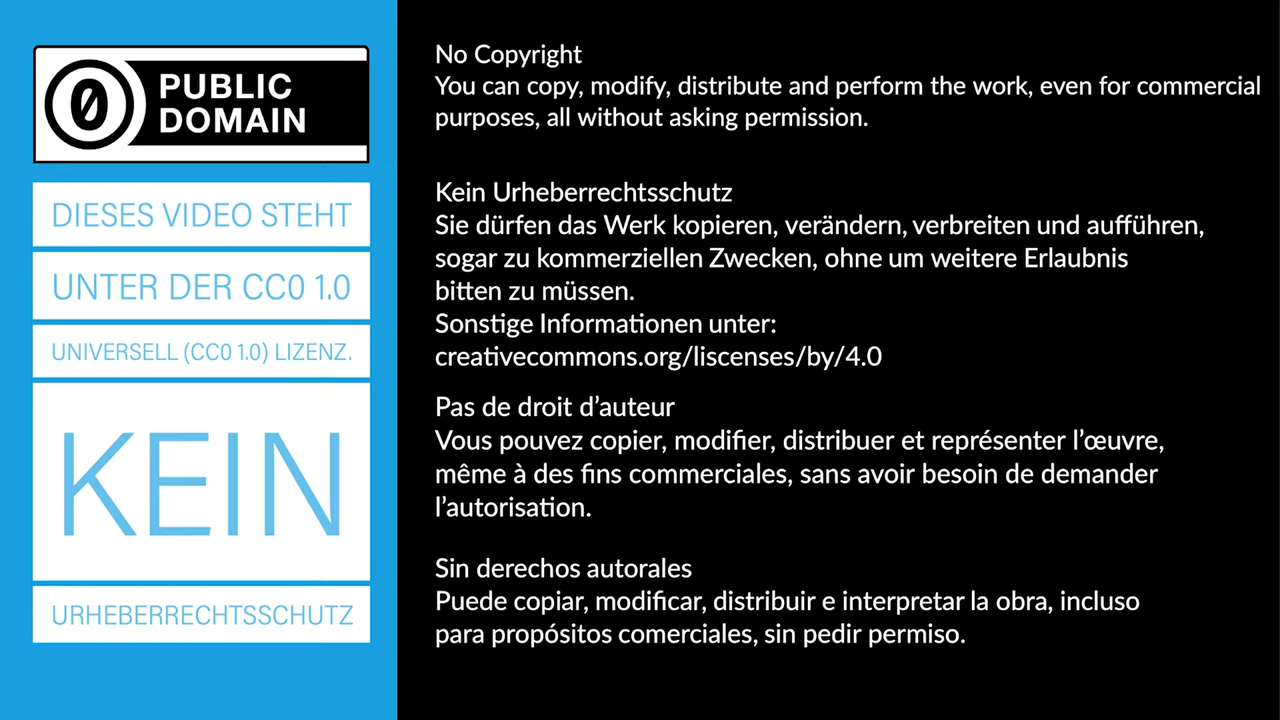 0 PUBLIC
DOMAIN
DIESES VIDEO STEHT
UNTER DER CC0 1.0
UNIVERSELL (CC0 1.0) LIZENZ.
KEIN
URHEBERRECHTSSCHUTZ
No Copyright
You can copy, modify, distribute and perform the work, even for commercial
purposes, all without asking permission.
Kein Urheberrechtsschutz
Sie dürfen das Werk kopieren, verändern, verbreiten und aufführen,
sogar zu kommerziellen Zwecken, ohne um weitere Erlaubnis
bitten zu müssen.
Sonstige Informationen unter:
creativecommons.org/liscenses/by/4.0
Pas de droit d’auteur
Vous pouvez copier, modifier, distribuer et représenter l’œuvre,
même à des fins commerciales, sans avoir besoin de demander
l’autorisation.
Sin derechos autorales
Puede copiar, modificar, distribuir e interpretar la obra, incluso
para propósitos comerciales, sin pedir permiso.